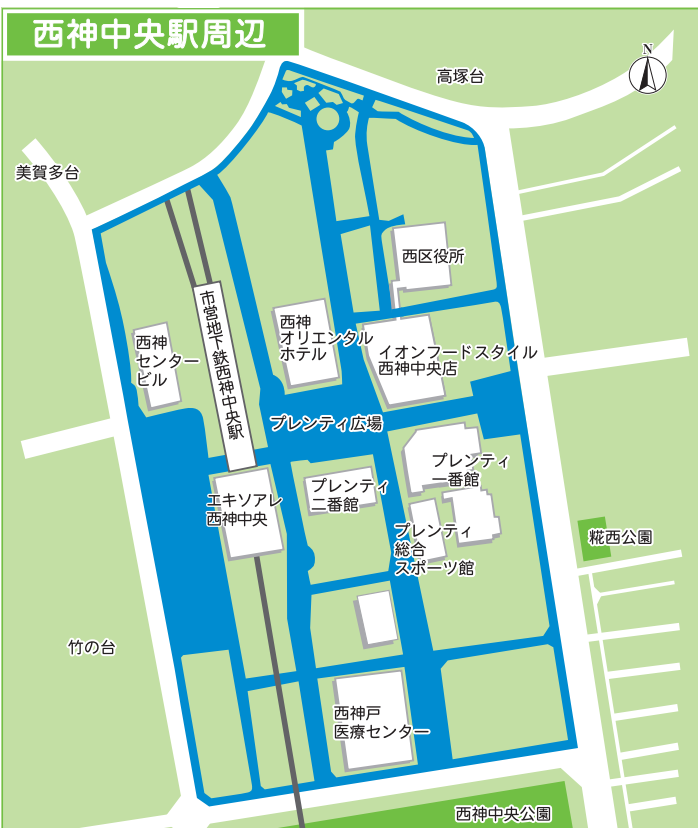 西神中央駅周辺
N
高塚台
美賀多台
西区役所
市営地下鉄西神中央駅
西神
オリエンタル
ホテル
西神
センター
ビル
イオンフードスタイル
西神中央店
プレンティ広場
プレンティ
一番館
プレンティ
二番館
エキソアレ
西神中央
プレンティ
総合
スポーツ館
糀西公園
竹の台
西神戸
医療センター
西神中央公園